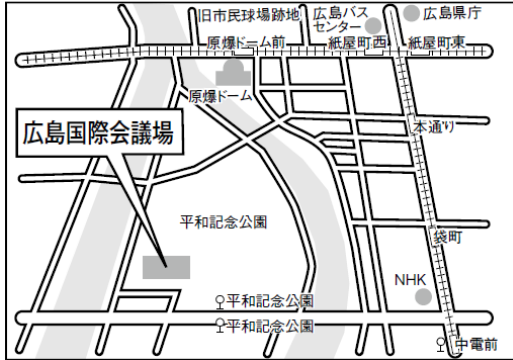 旧市民球場跡地
広島バス
センター
広島県庁
原爆ドーム前
紙屋町西
紙屋町東
原爆ドーム
本通り
広島国際会議場
平和記念公園
袋町
NHK
平和記念公園
平和記念公園
中電前